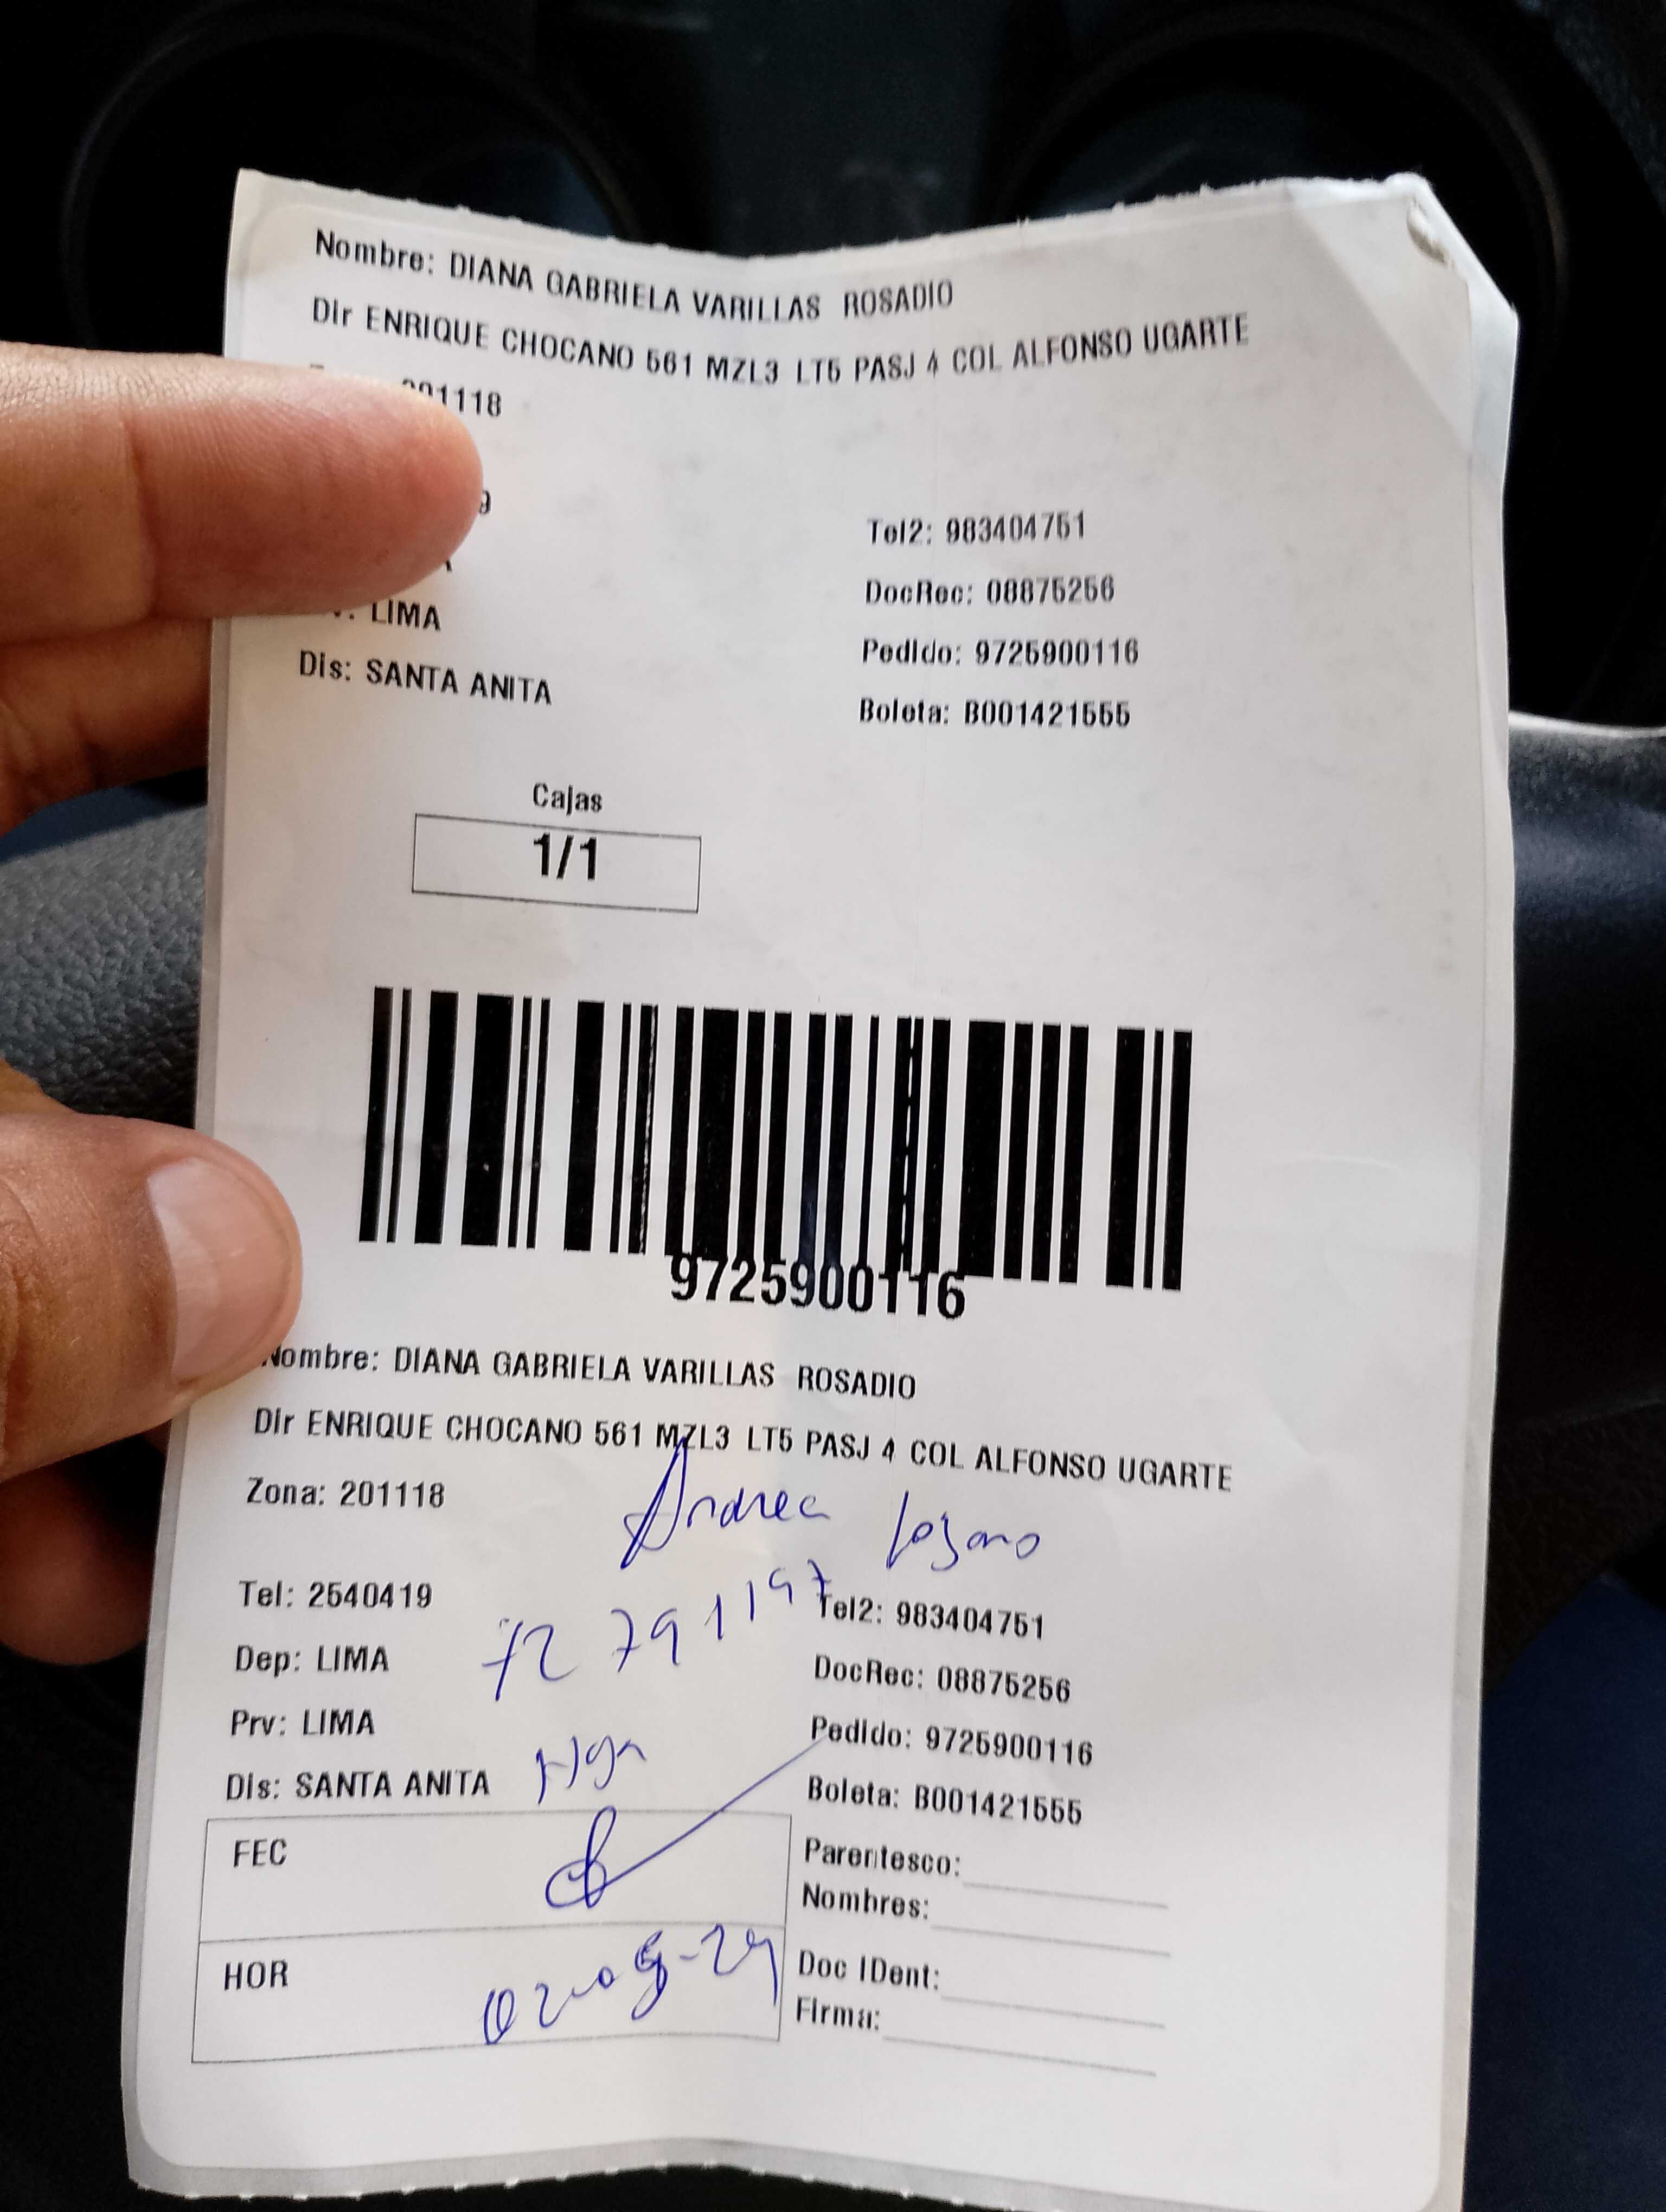 Nombre: DIANA GABRIELA VARILLAS ROSADIO
Dir ENRIQUE CHOCANO 561 MZL3 LT5 PASJ 4 COL ALFONSO UGARTE
1118
9
Tel2: 983404751
DocRec: 08875256
LIMA
Pedido: 9725900116
Dis: SANTA ANITA
Boleta: B001421555
Cajas
1/1
9725900116
Nombre: DIANA GABRIELA VARILLAS ROSADIO
Dir ENRIQUE CHOCANO 561 MZL3 LT5 PASJ 4 COL ALFONSO UGARTE
Zona: 201118
Andrea Lozano
Tel: 2540419
72791197
Tel2: 983404751
Dep: LIMA
DocRec: 08875256
Prv: LIMA
Pedido: 9725900116
Dis: SANTA ANITA
Boleta: B001421555
FEC
Parentesco:
Nombres:
HOR
Doc IDent:
Firma: